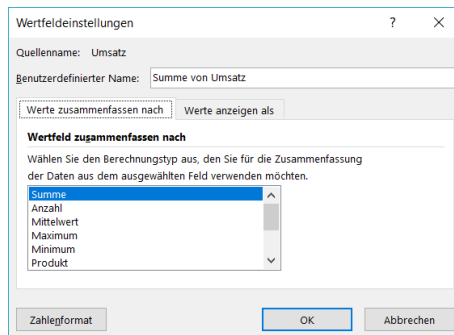 Wertfeldeinstellungen ? ×
Quellenname: Umsatz
Benutzerdefinierter Name: Summe von Umsatz
Werte zusammenfassen nach Werte anzeigen als
Wertfeld zusammenfassen nach
Wählen Sie den Berechnungstyp aus, den Sie für die Zusammenfassung
der Daten aus dem ausgewählten Feld verwenden möchten.
Summe
Anzahl
Mittelwert
Maximum
Minimum
Produkt
Zahlenformat OK Abbrechen